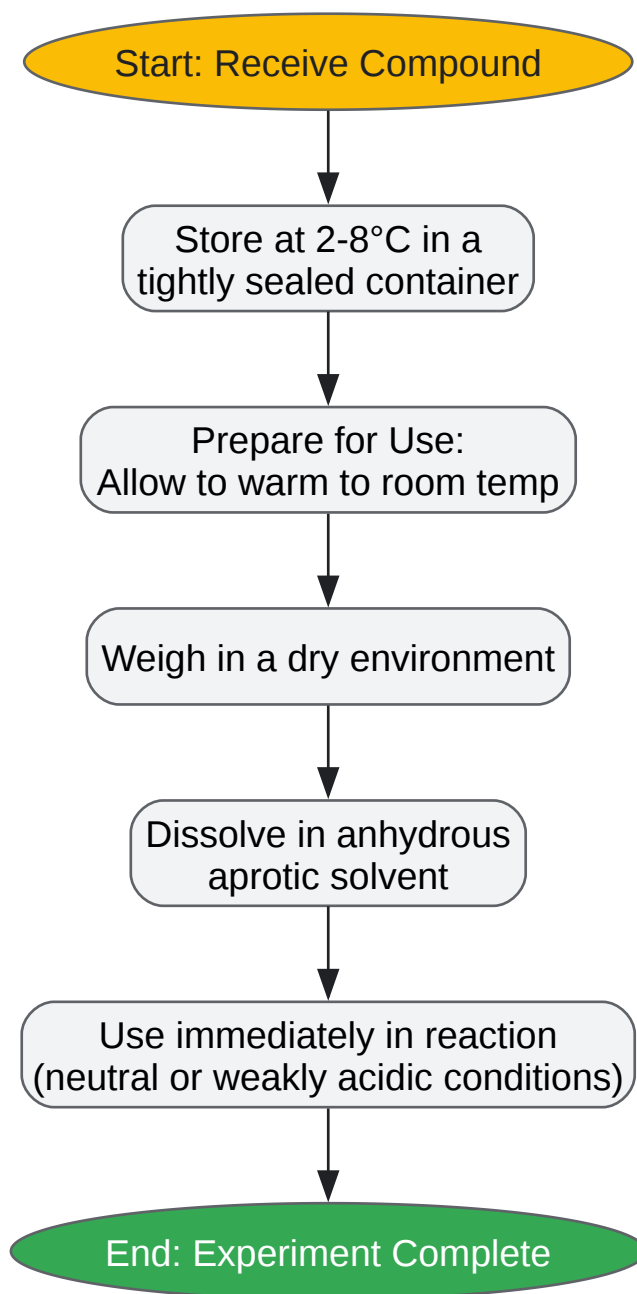 Start: Receive Compound
Store at 2-8°C in a
tightly sealed container
Prepare for Use:
Allow to warm to room temp
Weigh in a dry environment
Dissolve in anhydrous
aprotic solvent
Use immediately in reaction
(neutral or weakly acidic conditions)
End: Experiment Complete